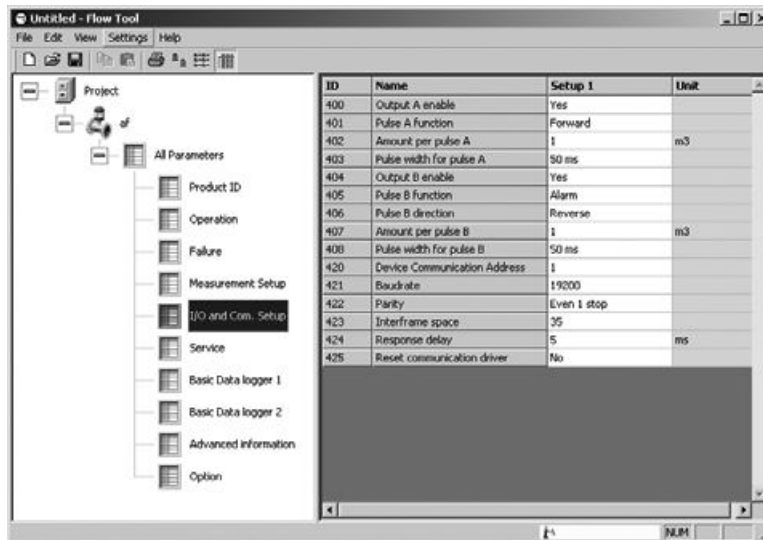 Untitled - Flow Tool
File Edit View Settings Help
Project
af
All Parameters
Product ID
Operation
Failure
Measurement Setup
I/O and Com. Setup
Service
Basic Data logger 1
Basic Data logger 2
Advanced information
Option
ID Name Setup 1 Unit
400 Output A enable Yes
401 Pulse A function Forward
402 Amount per pulse A 1 m3
403 Pulse width for pulse A 50 ms
404 Output B enable Yes
405 Pulse B function Alarm
406 Pulse B direction Reverse
407 Amount per pulse B 1 m3
408 Pulse width for pulse B 50 ms
420 Device Communication Address 1
421 Baudrate 19200
422 Parity Even 1 stop
423 Interframe space 35
424 Response delay 5 ms
425 Reset communication driver No
NUM